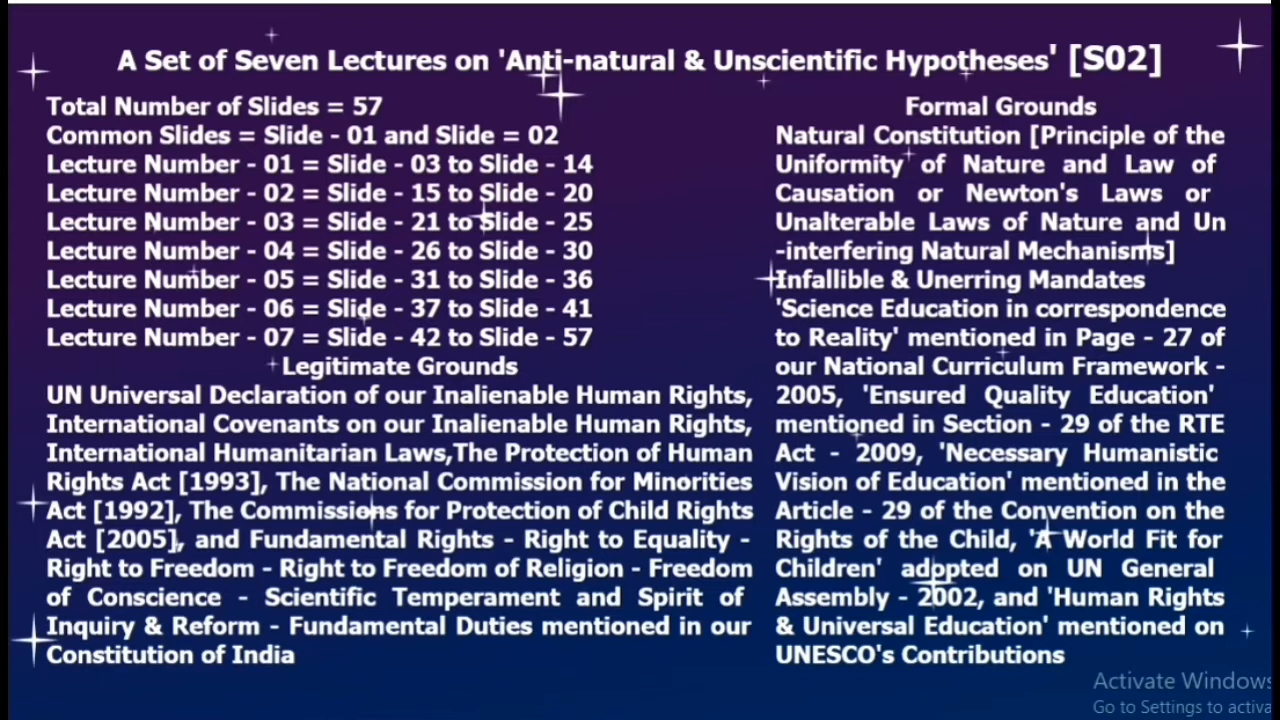 A Set of Seven Lectures on 'Anti-natural & Unscientific Hypotheses' [S02]
Total Number of Slides = 57
Common Slides = Slide - 01 and Slide = 02
Lecture Number - 01 = Slide - 03 to Slide - 14
Lecture Number - 02 = Slide - 15 to Slide - 20
Lecture Number - 03 = Slide - 21 to Slide - 25
Lecture Number - 04 = Slide - 26 to Slide - 30
Lecture Number - 05 = Slide - 31 to Slide - 36
Lecture Number - 06 = Slide - 37 to Slide - 41
Lecture Number - 07 = Slide - 42 to Slide - 57
Legitimate Grounds
UN Universal Declaration of our Inalienable Human Rights,
International Covenants on our Inalienable Human Rights,
International Humanitarian Laws,The Protection of Human
Rights Act [1993], The National Commission for Minorities
Act [1992], The Commissions for Protection of Child Rights
Act [2005], and Fundamental Rights - Right to Equality -
Right to Freedom - Right to Freedom of Religion - Freedom
of Conscience - Scientific Temperament and Spirit of
Inquiry & Reform - Fundamental Duties mentioned in our
Constitution of India
Formal Grounds
Natural Constitution [Principle of the
Uniformity of Nature and Law of
Causation or Newton's Laws or
Unalterable Laws of Nature and Un
-interfering Natural Mechanisms]
Infallible & Unerring Mandates
'Science Education in correspondence
to Reality' mentioned in Page - 27 of
our National Curriculum Framework -
2005, 'Ensured Quality Education'
mentioned in Section - 29 of the RTE
Act - 2009, 'Necessary Humanistic
Vision of Education' mentioned in the
Article - 29 of the Convention on the
Rights of the Child, 'A World Fit for
Children' adopted on UN General
Assembly - 2002, and 'Human Rights
& Universal Education' mentioned on
UNESCO's Contributions
Activate Windows
Go to Settings to activa